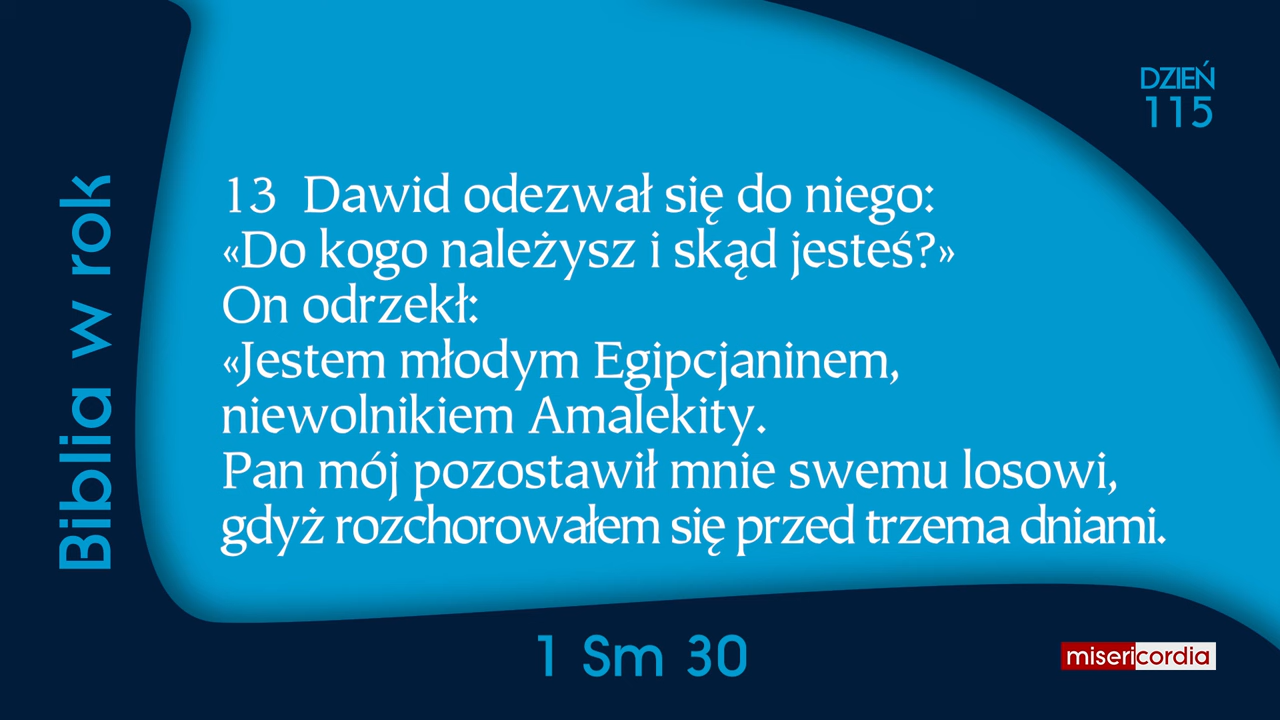 DZIEŃ
115
Biblia w rok
13 Dawid odezwał się do niego:
«Do kogo należysz i skąd jesteś?»
On odrzekł:
«Jestem młodym Egipcjaninem,
niewolnikiem Amalekity.
Pan mój pozostawił mnie swemu losowi,
gdyż rozchorowałem się przed trzema dniami.
1 Sm 30
misericordia